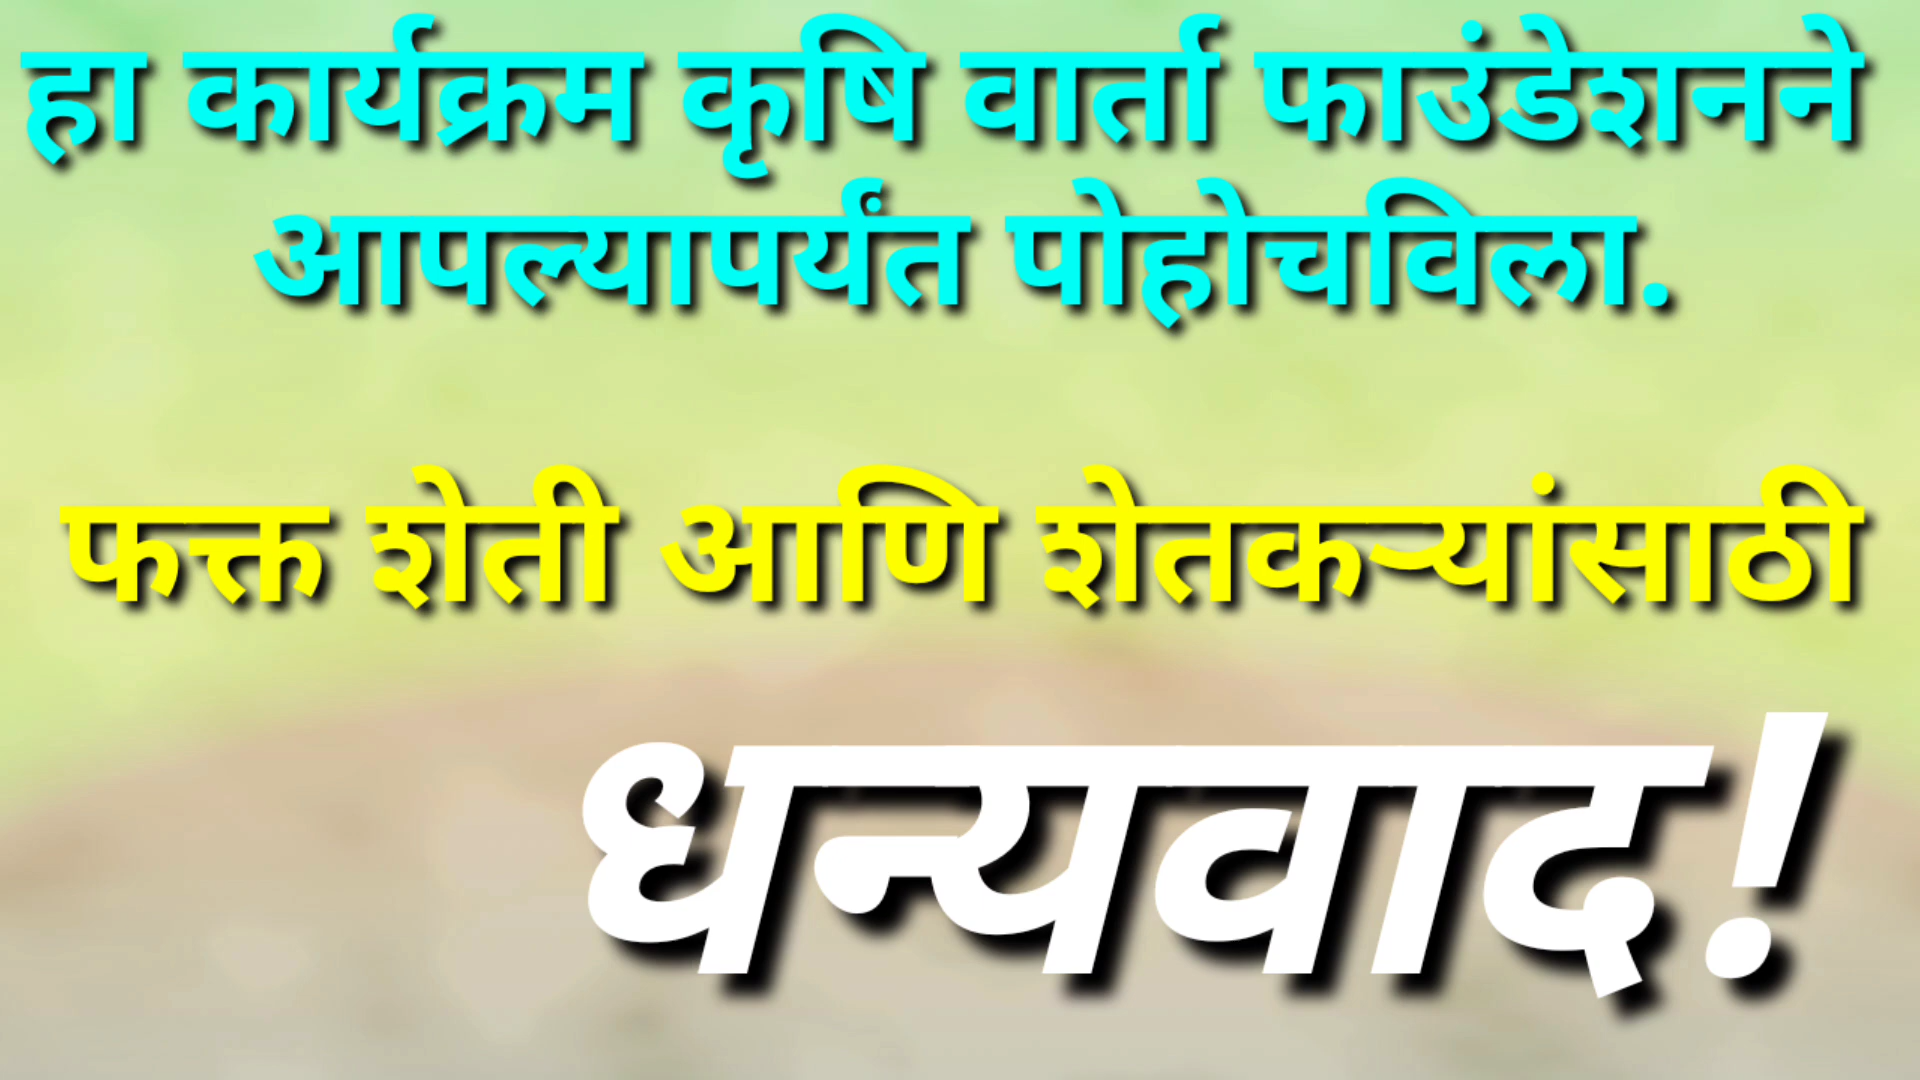 हा कार्यक्रम कृषि वार्ता फाउंडेशनने
आपल्यापर्यंत पोहोचविला.
फक्त शेती आणि शेतकऱ्यांसाठी
धन्यवाद!